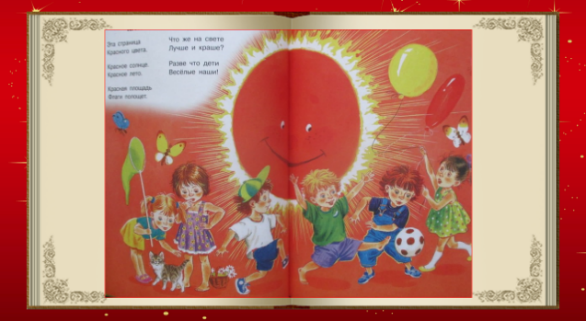 Эта страница
Красного цвета.
Красное солнце.
Красное лето.
Красная площадь
Флаги полощет.
Что же на свете
Лучше и краше?
Разве что дети
Весёлые наши!